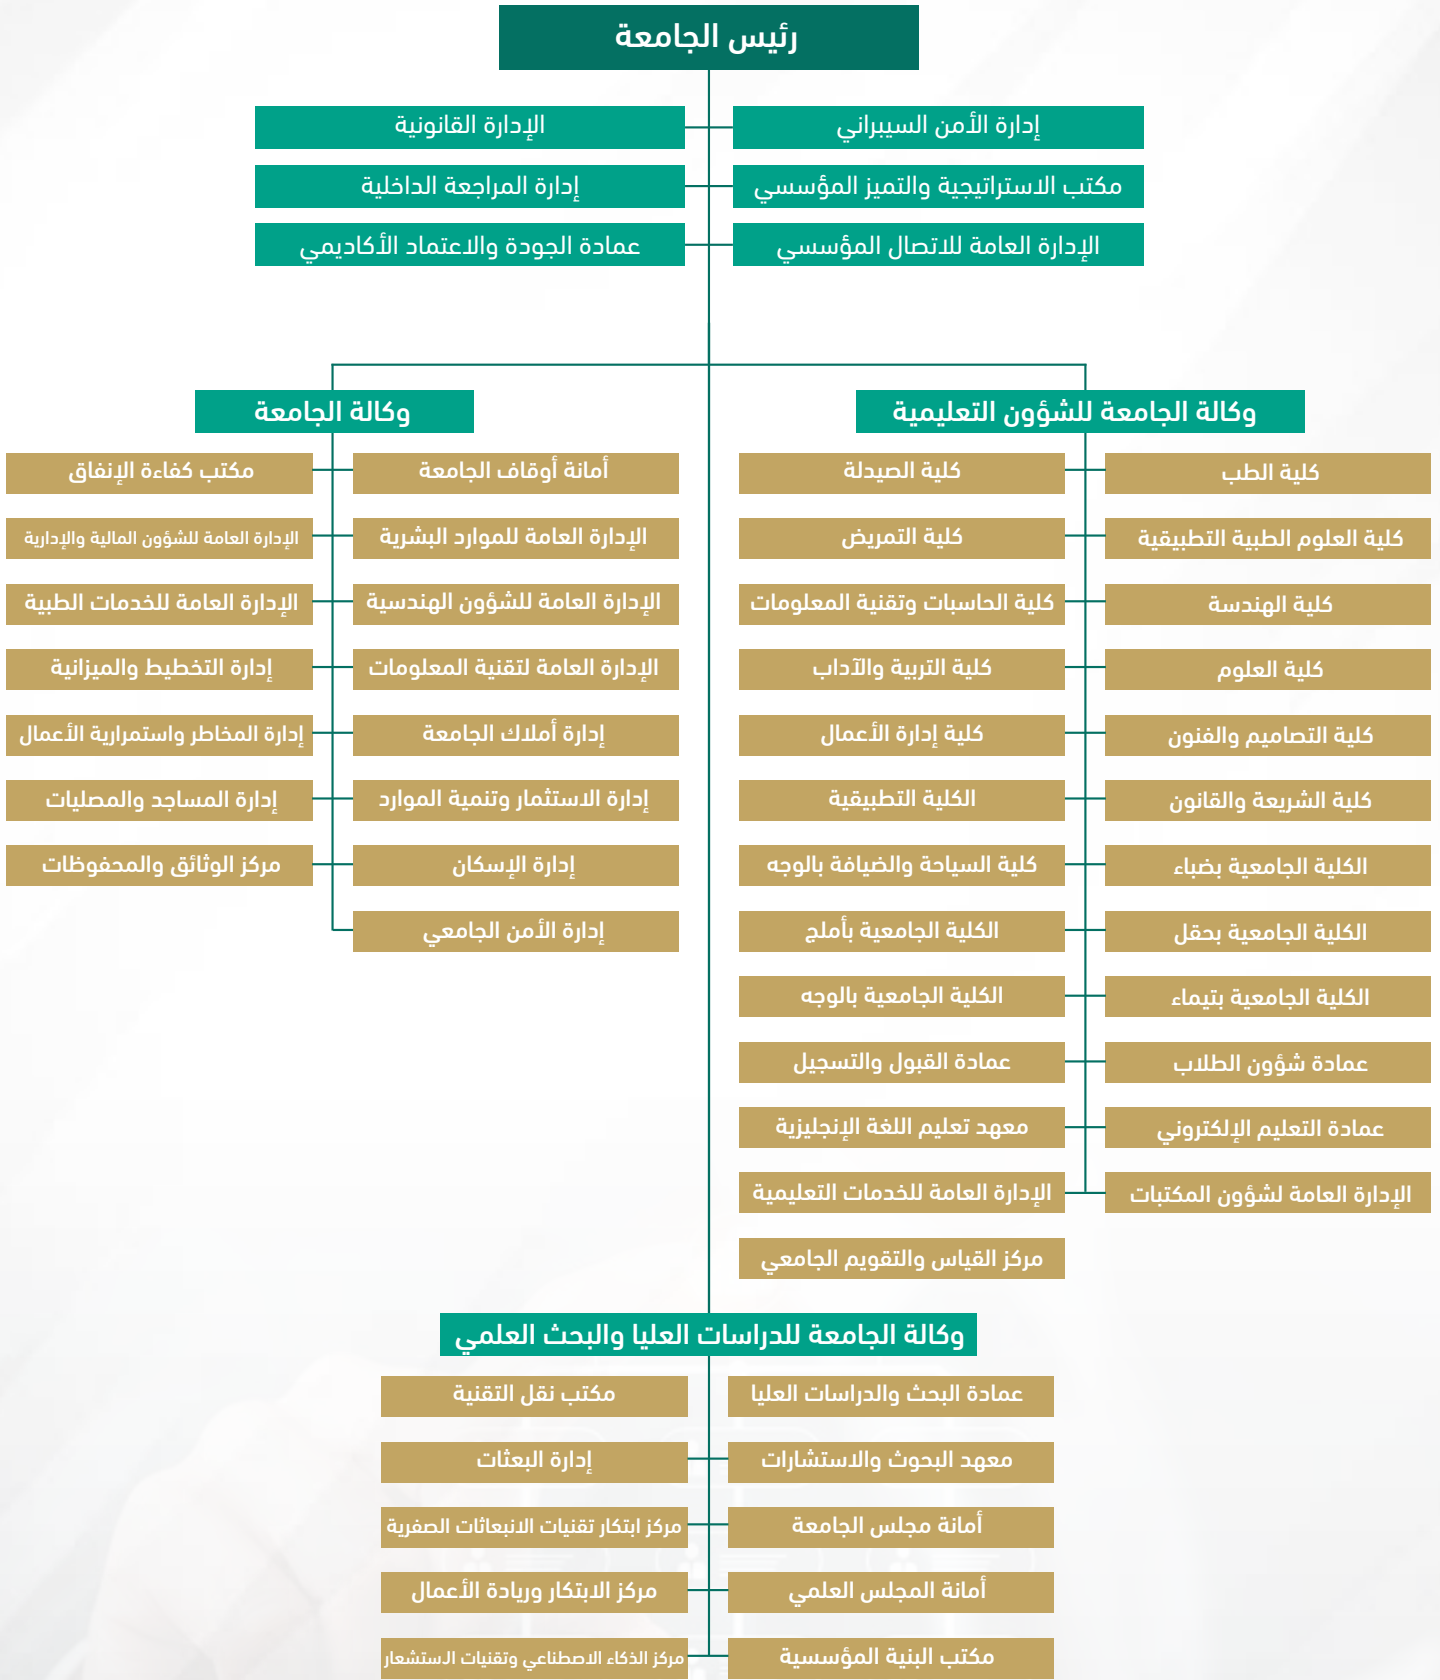 رئيس الجامعة
إدارة الأمن السيبراني
الإدارة القانونية
مكتب الاستراتيجية والتميز المؤسسي
إدارة المراجعة الداخلية
الإدارة العامة للاتصال المؤسسي
عمادة الجودة والاعتماد الأكاديمي
وكالة الجامعة للشؤون التعليمية
كلية الطب
كلية الصيدلة
كلية العلوم الطبية التطبيقية
كلية التمريض
كلية الهندسة
كلية الحاسبات وتقنية المعلومات
كلية العلوم
كلية التربية والآداب
كلية التصاميم والفنون
كلية إدارة الأعمال
كلية الشريعة والقانون
الكلية التطبيقية
الكلية الجامعية بضباء
كلية السياحة والضيافة بالوجه
الكلية الجامعية بحقل
الكلية الجامعية بأملج
الكلية الجامعية بتيماء
الكلية الجامعية بالوجه
عمادة شؤون الطلاب
عمادة القبول والتسجيل
عمادة التعليم الإلكتروني
معهد تعليم اللغة الإنجليزية
الإدارة العامة لشؤون المكتبات
الإدارة العامة للخدمات التعليمية
مركز القياس والتقويم الجامعي
وكالة الجامعة
أمانة أوقاف الجامعة
مكتب كفاءة الإنفاق
الإدارة العامة للموارد البشرية
الإدارة العامة للشؤون المالية والإدارية
الإدارة العامة للشؤون الهندسية
الإدارة العامة للخدمات الطبية
الإدارة العامة لتقنية المعلومات
إدارة التخطيط والميزانية
إدارة أملاك الجامعة
إدارة المخاطر واستمرارية الأعمال
إدارة الاستثمار وتنمية الموارد
إدارة المساجد والمصليات
إدارة الإسكان
مركز الوثائق والمحفوظات
إدارة الأمن الجامعي
وكالة الجامعة للدراسات العليا والبحث العلمي
عمادة البحث والدراسات العليا
مكتب نقل التقنية
معهد البحوث والاستشارات
إدارة البعثات
أمانة مجلس الجامعة
مركز ابتكار تقنيات الانبعاثات الصفرية
أمانة المجلس العلمي
مركز الابتكار وريادة الأعمال
مكتب البنية المؤسسية
مركز الذكاء الاصطناعي وتقنيات الـستشعار